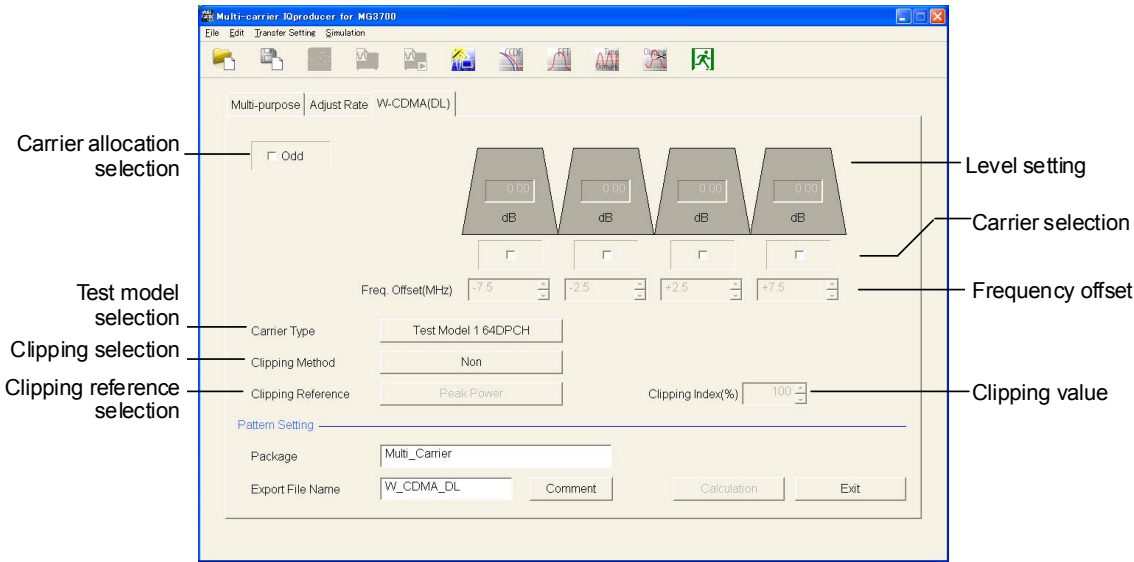 Multi-carrier IQproducer for MG3700
File Edit Transfer Setting Simulation
CCDF FFT Time
Multi-purpose Adjust Rate W-CDMA(DL)
Carrier allocation
selection
Odd
0.00 0.00 0.00 0.00
dB dB dB dB
Level setting
Carrier selection
Freq. Offset(MHz) -7.5 -2.5 +2.5 +7.5
Frequency offset
Test model
selection
Carrier Type Test Model 1 64DPCH
Clipping selection
Clipping Method Non
Clipping reference
selection
Clipping Reference Peak Power Clipping Index(%) 100
Clipping value
Pattern Setting
Package Multi_Carrier
Export File Name W_CDMA_DL Comment Calculation Exit